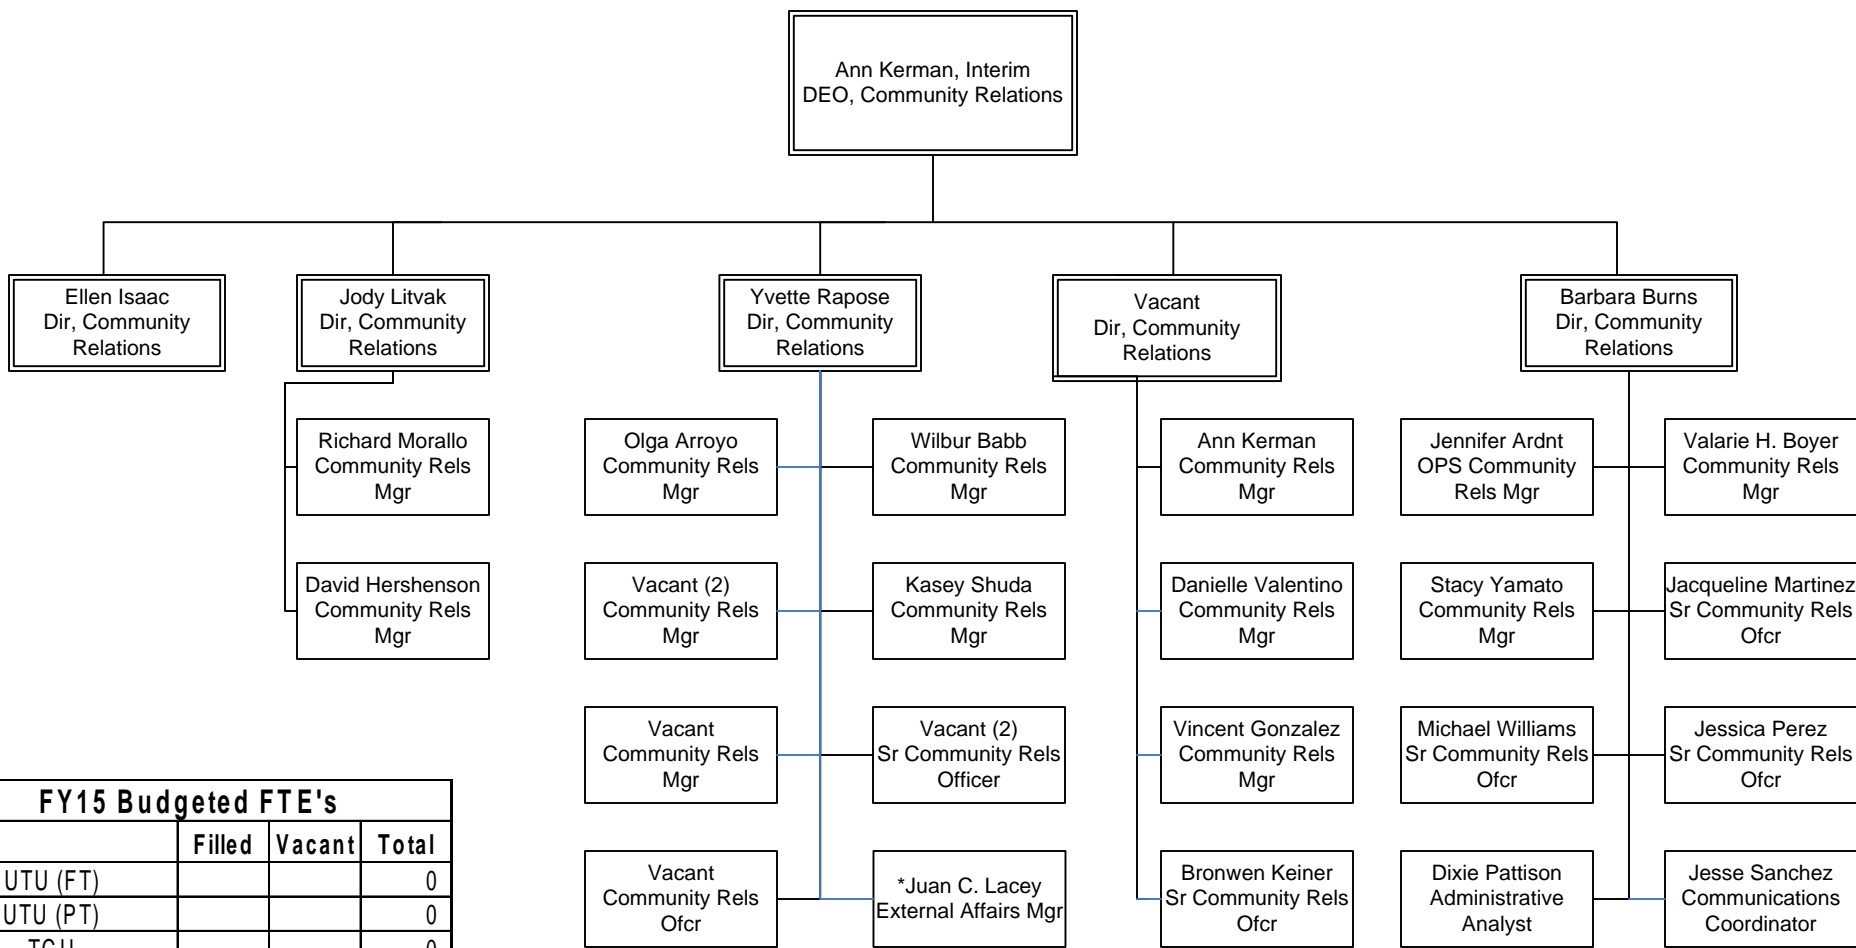 Ann Kerman, Interim
DEO, Community Relations
Ellen Isaac
Dir, Community
Relations
Jody Litvak
Dir, Community
Relations
Yvette Rapose
Dir, Community
Relations
Vacant
Dir, Community
Relations
Barbara Burns
Dir, Community
Relations
Richard Morallo
Community Rels
Mgr
David Hershenson
Community Rels
Mgr
Olga Arroyo
Community Rels
Mgr
Wilbur Babb
Community Rels
Mgr
Vacant (2)
Community Rels
Mgr
Kasey Shuda
Community Rels
Mgr
Vacant
Community Rels
Mgr
Vacant (2)
Sr Community Rels
Officer
Vacant
Community Rels
Ofcr
*Juan C. Lacey
External Affairs Mgr
Ann Kerman
Community Rels
Mgr
Danielle Valentino
Community Rels
Mgr
Vincent Gonzalez
Community Rels
Mgr
Bronwen Keiner
Sr Community Rels
Ofcr
Jennifer Ardnt
OPS Community
Rels Mgr
Valarie H. Boyer
Community Rels
Mgr
Stacy Yamato
Community Rels
Mgr
Jacqueline Martinez
Sr Community Rels
Ofcr
Michael Williams
Sr Community Rels
Ofcr
Jessica Perez
Sr Community Rels
Ofcr
Dixie Pattison
Administrative
Analyst
Jesse Sanchez
Communications
Coordinator
FY15 Budgeted FTE's
Filled Vacant Total
UTU (FT) 0
UTU (PT) 0